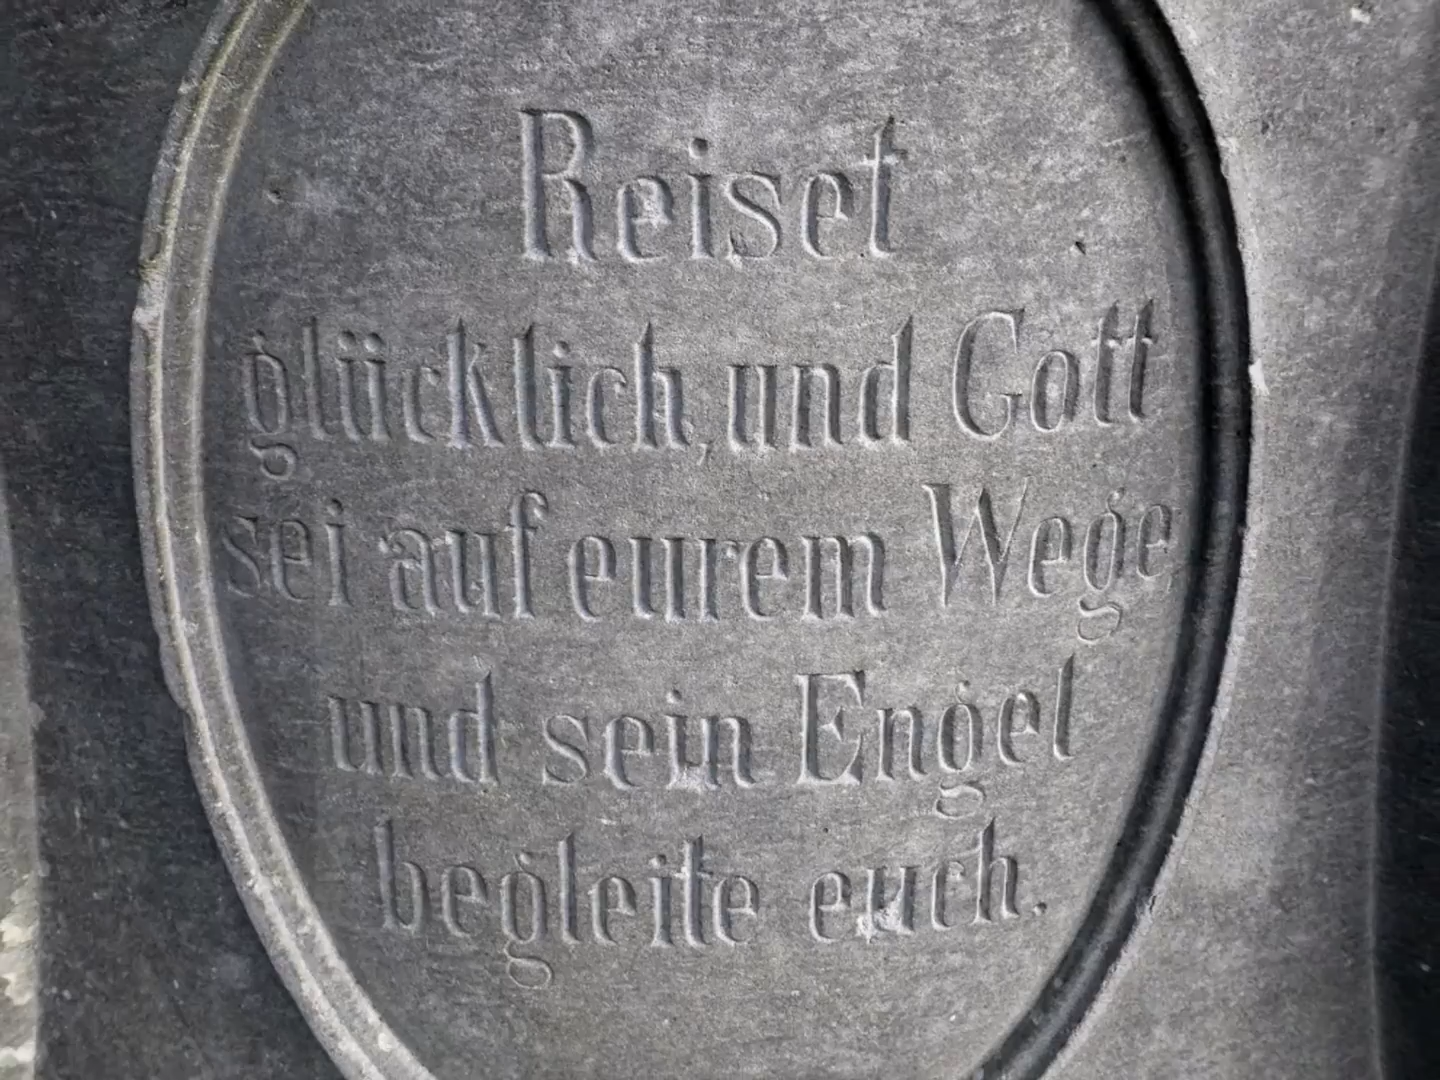 Reiset
glücklich, und Gott
sei auf eurem Wege,
und sein Engel
begleite euch.